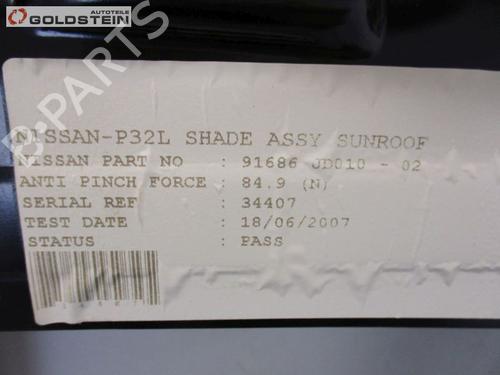 Autoteile
GOLDSTEIN
B-PARTS
NISSAN-P32L SHADE ASSY SUNROOF
NISSAN PART NO : 91686 JD010 - 02
ANTI PINCH FORCE : 84.9 (N)
SERIAL REF : 34407
TEST DATE : 18/06/2007
STATUS : PASS